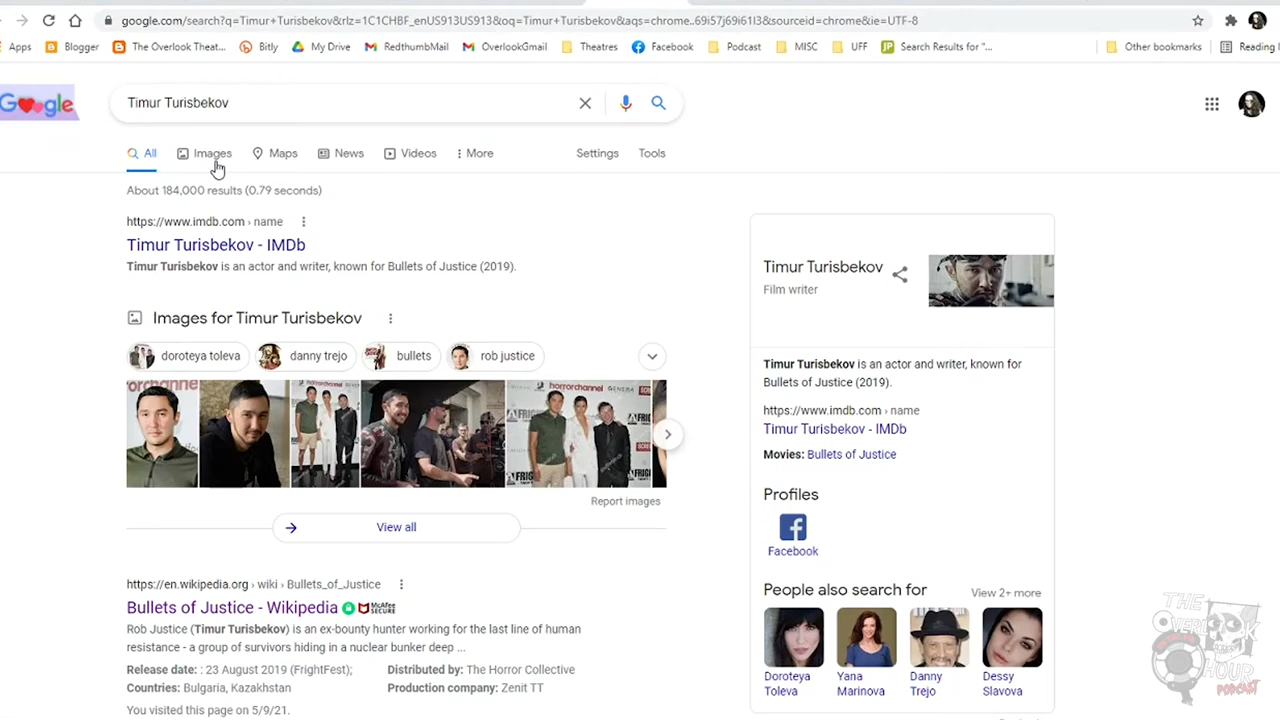 google.com/search?q=Timur+Turisbekov&rlz=1C1CHBF_enUS913US913&oq=Timur+Turisbekov&aqs=chrome..69i57j69i61l3&sourceid=chrome&ie=UTF-8
Apps Blogger The Overlook Theat... Bitly My Drive RedthumbMail OverlookGmail Theatres Facebook Podcast MISC UFF Search Results for "... Other bookmarks Reading
Google Timur Turisbekov
All Images Maps News Videos More Settings Tools
About 184,000 results (0.79 seconds)
https://www.imdb.com › name
Timur Turisbekov - IMDb
Timur Turisbekov is an actor and writer, known for Bullets of Justice (2019).
Images for Timur Turisbekov
doroteya toleva danny trejo bullets rob justice
orrorchannel horrorchannel GENERA
FRIGH
Report images
View all
https://en.wikipedia.org › wiki › Bullets_of_Justice
Bullets of Justice - Wikipedia McAfee SECURE
Rob Justice (Timur Turisbekov) is an ex-bounty hunter working for the last line of human
resistance - a group of survivors hiding in a nuclear bunker deep ...
Release date: : 23 August 2019 (FrightFest); Distributed by: The Horror Collective
Countries: Bulgaria, Kazakhstan Production company: Zenit TT
You visited this page on 5/9/21.
Timur Turisbekov
Film writer
Timur Turisbekov is an actor and writer, known for
Bullets of Justice (2019).
https://www.imdb.com › name
Timur Turisbekov - IMDb
Movies: Bullets of Justice
Profiles
Facebook
People also search for View 2+ more
Doroteya Toleva
Yana Marinova
Danny Trejo
Dessy Slavova
THE
OVERLOOK
HOUR
PODCAST